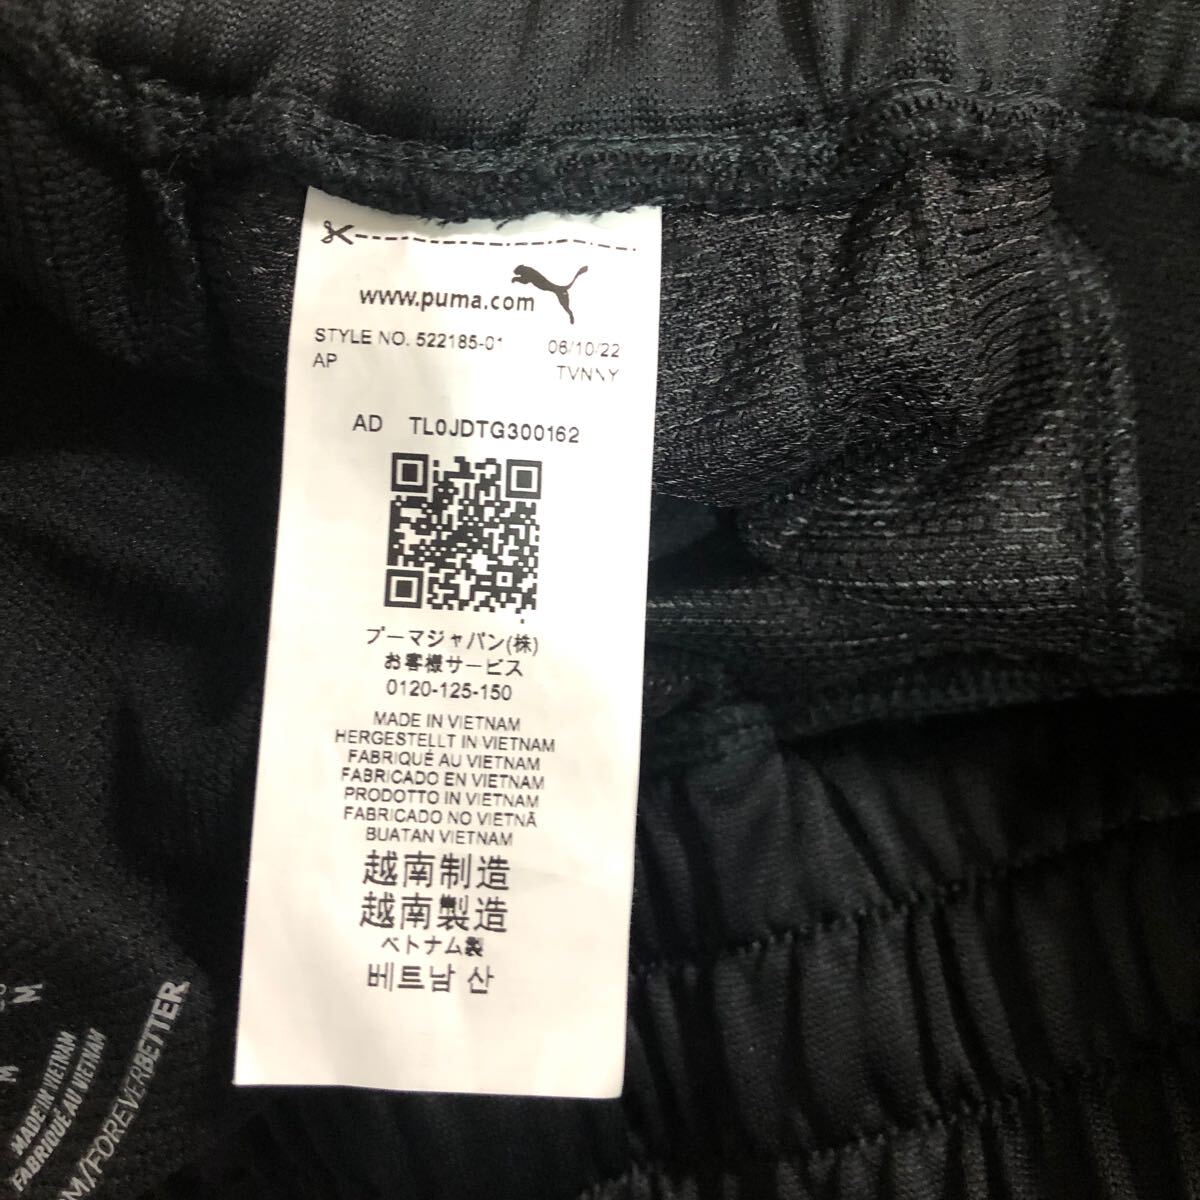 www.puma.com
STYLE NO. 522185-01 06/10/22
AP TVNNY
AD TL0JDTG300162
プーマジャパン(株)
お客様サービス
0120-125-150
MADE IN VIETNAM
HERGESTELLT IN VIETNAM
FABRIQUÉ AU VIETNAM
FABRICADO EN VIETNAM
PRODOTTO IN VIETNAM
FABRICADO NO VIETNÃ
BUATAN VIETNAM
越南制造
越南製造
ベトナム製
베트남 산
M
M
MADE IN VIETNAM
FABRIQUE AU VIETNAM
M/FOREVERBETTER